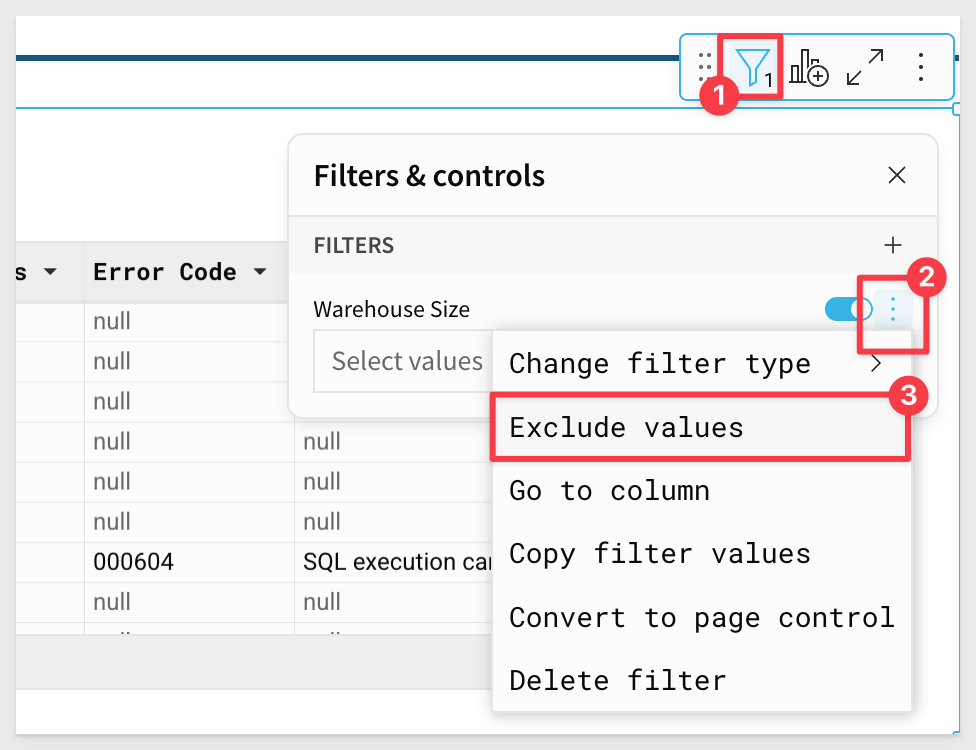 1
1
Filters & controls
FILTERS
2
Warehouse Size
Select values
Change filter type
3
Exclude values
Go to column
Copy filter values
Convert to page control
Delete filter
s Error Code
null
null
null
null null
null null
null null
000604 SQL execution car
null null